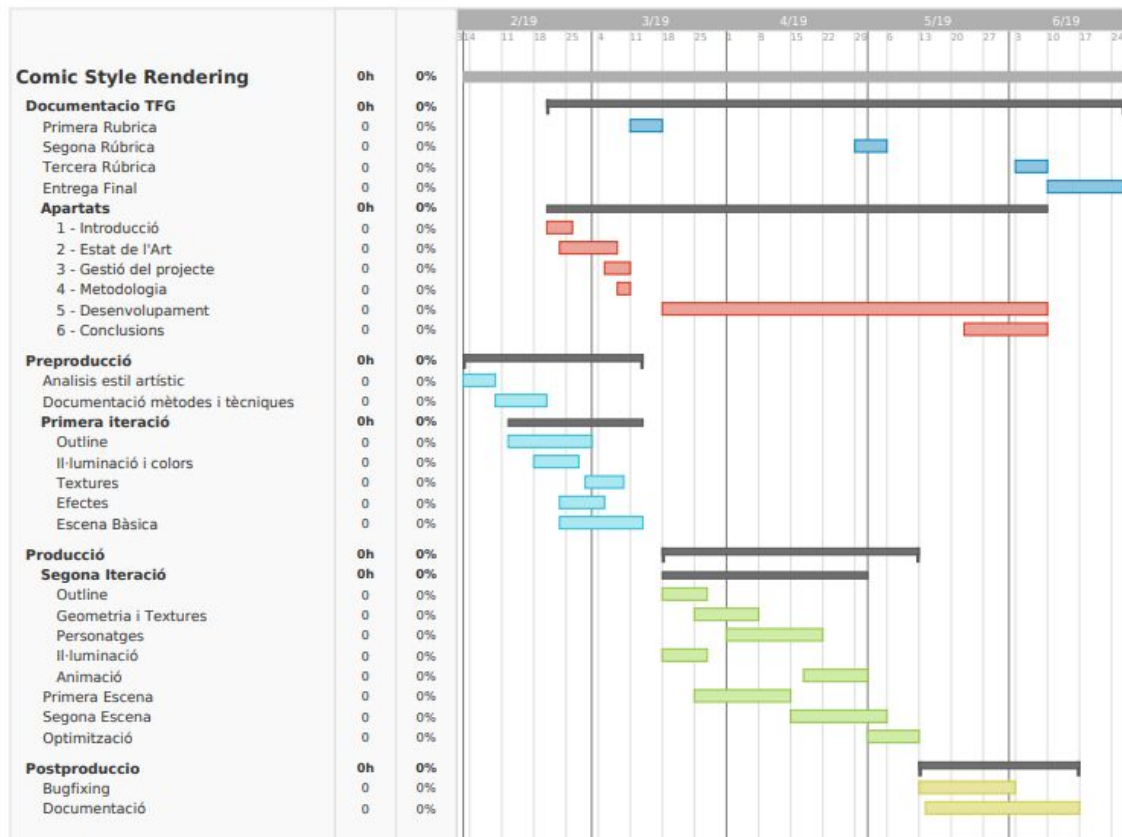 2/19 3/19 4/19 5/19 6/19
4 11 18 25 4 11 18 25 1 8 15 22 29 6 13 20 27 3 10 17 24
Comic Style Rendering 0h 0%
Documentacio TFG 0h 0%
Primera Rubrica 0 0%
Segona Rúbrica 0 0%
Tercera Rúbrica 0 0%
Entrega Final 0 0%
Apartats 0h 0%
1 - Introducció 0 0%
2 - Estat de l'Art 0 0%
3 - Gestió del projecte 0 0%
4 - Metodologia 0 0%
5 - Desenvolupament 0 0%
6 - Conclusions 0 0%
Preproducció 0h 0%
Analisis estil artístic 0 0%
Documentació mètodes i tècniques 0 0%
Primera iteració 0h 0%
Outline 0 0%
Il·luminació i colors 0 0%
Textures 0 0%
Efectes 0 0%
Escena Bàsica 0 0%
Producció 0h 0%
Segona Iteració 0h 0%
Outline 0 0%
Geometria i Textures 0 0%
Personatges 0 0%
Il·luminació 0 0%
Animació 0 0%
Primera Escena 0 0%
Segona Escena 0 0%
Optimització 0 0%
Postproduccio 0h 0%
Bugfixing 0 0%
Documentació 0 0%